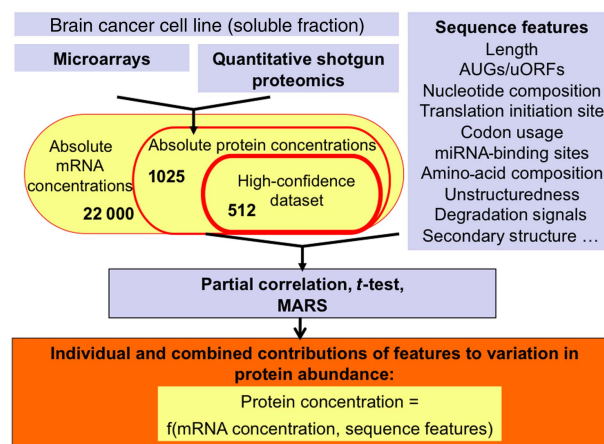 Brain cancer cell line (soluble fraction)
Microarrays
Quantitative shotgun
proteomics
Absolute
mRNA
concentrations
22 000
Absolute protein concentrations
1025
High-confidence
dataset
512
Sequence features
Length
AUGs/uORFs
Nucleotide composition
Translation initiation site
Codon usage
miRNA-binding sites
Amino-acid composition
Unstructuredness
Degradation signals
Secondary structure ...
Partial correlation, t-test,
MARS
Individual and combined contributions of features to variation in
protein abundance:
Protein concentration =
f(mRNA concentration, sequence features)